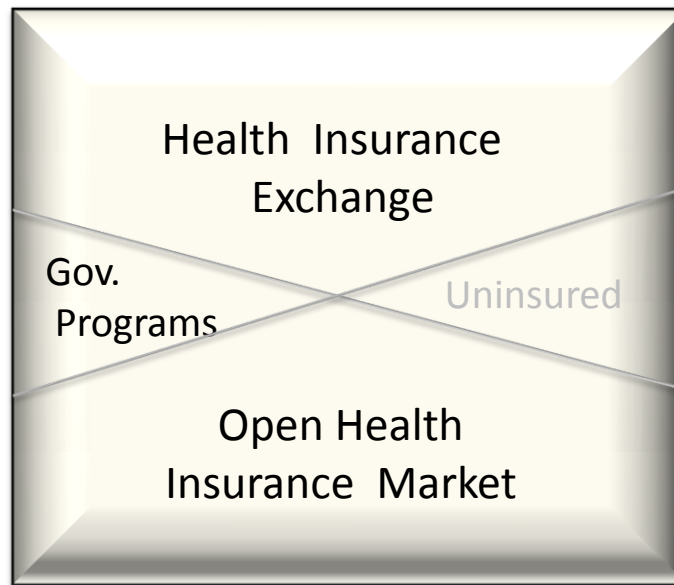 Health Insurance
Exchange
Gov.
Programs
Uninsured
Open Health
Insurance Market